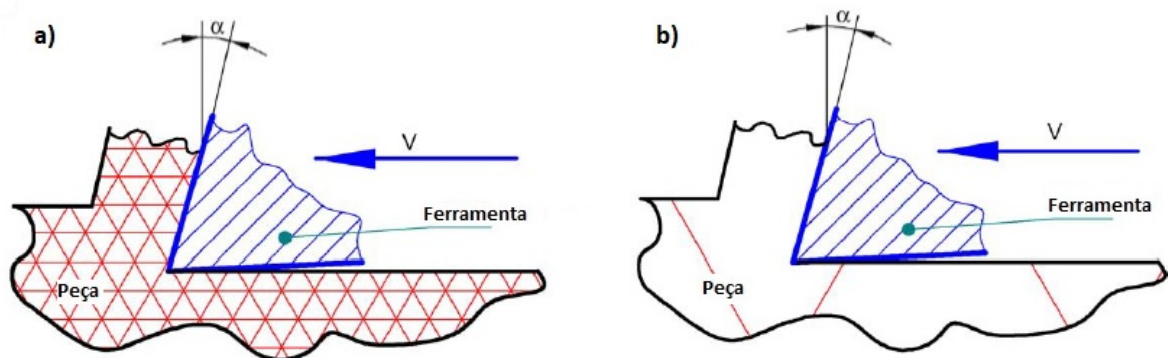 a)
α
V
Ferramenta
Peça
b)
α
V
Ferramenta
Peça